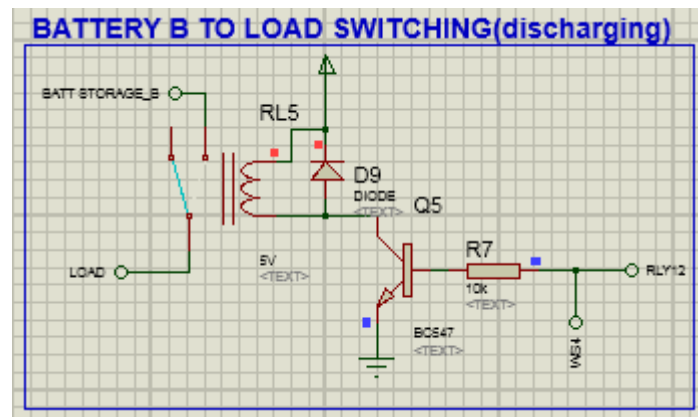 BATTERY B TO LOAD SWITCHING(discharging)
BATT STORAGE_B
RL5
D9
DIODE
<TEXT>
Q5
R7
LOAD
5V
<TEXT>
10k
<TEXT>
RLY12
BC547
<TEXT>